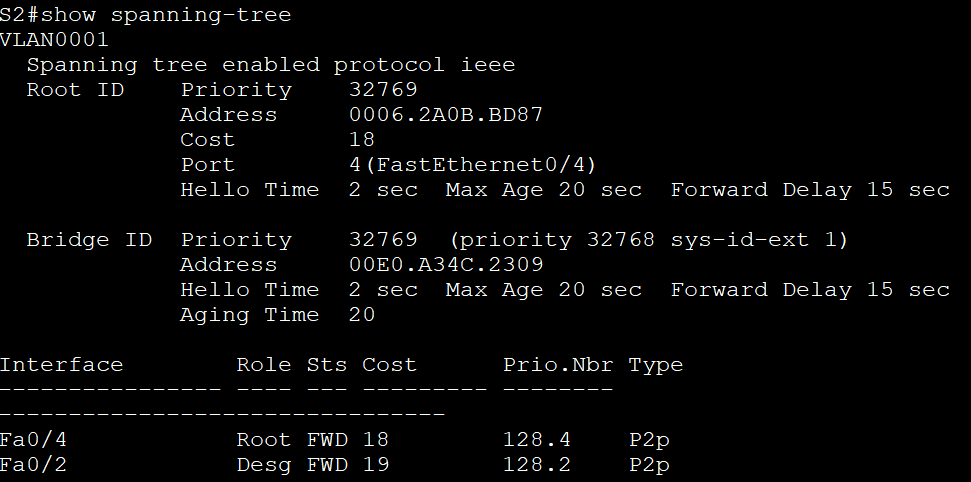 S2#show spanning-tree
VLAN0001
  Spanning tree enabled protocol ieee
  Root ID    Priority    32769
             Address     0006.2A0B.BD87
             Cost        18
             Port        4(FastEthernet0/4)
             Hello Time  2 sec  Max Age 20 sec  Forward Delay 15 sec

  Bridge ID  Priority    32769  (priority 32768 sys-id-ext 1)
             Address     00E0.A34C.2309
             Hello Time  2 sec  Max Age 20 sec  Forward Delay 15 sec
             Aging Time  20

Interface        Role Sts Cost      Prio.Nbr Type
---------------- ---- --- --------- --------
--------------------------------
Fa0/4            Root FWD 18        128.4    P2p
Fa0/2            Desg FWD 19        128.2    P2p